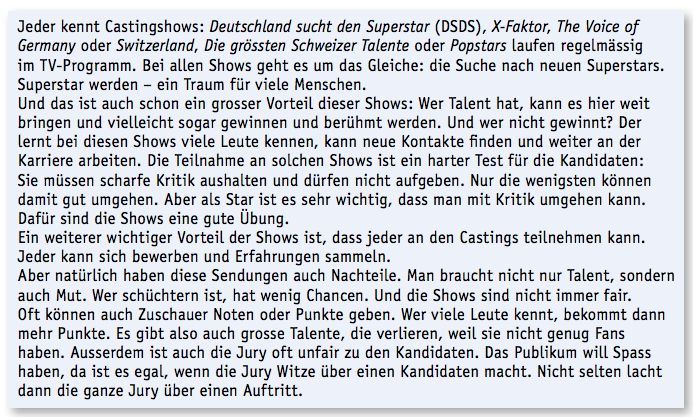 Jeder kennt Castingshows: Deutschland sucht den Superstar (DSDS), X-Faktor, The Voice of
Germany oder Switzerland, Die grössten Schweizer Talente oder Popstars laufen regelmässig
im TV-Programm. Bei allen Shows geht es um das Gleiche: die Suche nach neuen Superstars.
Superstar werden – ein Traum für viele Menschen.
Und das ist auch schon ein grosser Vorteil dieser Shows: Wer Talent hat, kann es hier weit
bringen und vielleicht sogar gewinnen und berühmt werden. Und wer nicht gewinnt? Der
lernt bei diesen Shows viele Leute kennen, kann neue Kontakte finden und weiter an der
Karriere arbeiten. Die Teilnahme an solchen Shows ist ein harter Test für die Kandidaten:
Sie müssen scharfe Kritik aushalten und dürfen nicht aufgeben. Nur die wenigsten können
damit gut umgehen. Aber als Star ist es sehr wichtig, dass man mit Kritik umgehen kann.
Dafür sind die Shows eine gute Übung.
Ein weiterer wichtiger Vorteil der Shows ist, dass jeder an den Castings teilnehmen kann.
Jeder kann sich bewerben und Erfahrungen sammeln.
Aber natürlich haben diese Sendungen auch Nachteile. Man braucht nicht nur Talent, sondern
auch Mut. Wer schüchtern ist, hat wenig Chancen. Und die Shows sind nicht immer fair.
Oft können auch Zuschauer Noten oder Punkte geben. Wer viele Leute kennt, bekommt dann
mehr Punkte. Es gibt also auch grosse Talente, die verlieren, weil sie nicht genug Fans
haben. Ausserdem ist auch die Jury oft unfair zu den Kandidaten. Das Publikum will Spass
haben, da ist es egal, wenn die Jury Witze über einen Kandidaten macht. Nicht selten lacht
dann die ganze Jury über einen Auftritt.